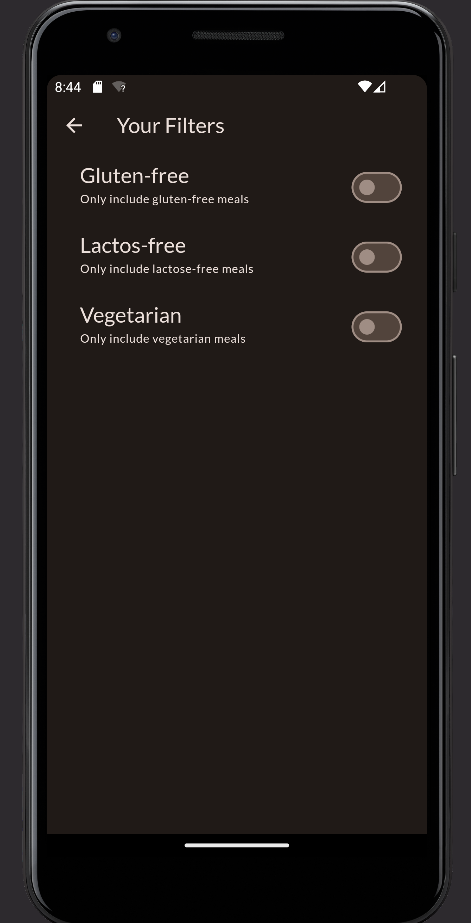 8:44
Your Filters
Gluten-free
Only include gluten-free meals
Lactos-free
Only include lactose-free meals
Vegetarian
Only include vegetarian meals